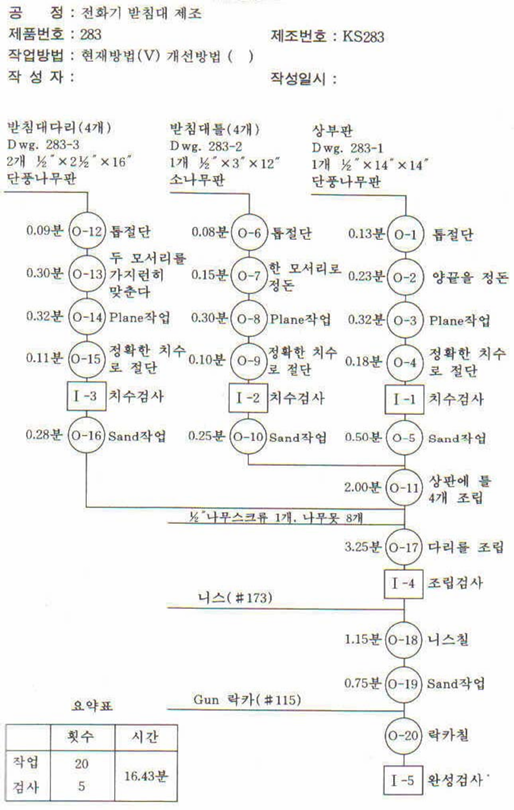 공 정 : 전화기 받침대 제조
제품번호 : 283 제조번호 : KS283
작업방법 : 현재방법(V) 개선방법 ( )
작 성 자 : 작성일시 :
받침대다리(4개) 받침대틀(4개) 상부판
Dwg. 283-3 Dwg. 283-2 Dwg. 283-1
2개 ½″×2½″×16″ 1개 ½″×3″×12″ 1개 ½″×14″×14″
단풍나무판 소나무판 단풍나무판
0.09분 O-12 톱절단 0.08분 O-6 톱절단 0.13분 O-1 톱절단
0.30분 O-13 두 모서리를 가지런히 맞춘다 0.15분 O-7 한 모서리로 정돈 0.23분 O-2 양끝을 정돈
0.32분 O-14 Plane작업 0.30분 O-8 Plane작업 0.32분 O-3 Plane작업
0.11분 O-15 정확한 치수로 절단 0.10분 O-9 정확한 치수로 절단 0.18분 O-4 정확한 치수로 절단
I-3 치수검사 I-2 치수검사 I-1 치수검사
0.28분 O-16 Sand작업 0.25분 O-10 Sand작업 0.50분 O-5 Sand작업
2.00분 O-11 상판에 틀 4개 조립
½″나무스크류 1개, 나무못 8개
3.25분 O-17 다리를 조립
I-4 조립검사
니스(#173)
1.15분 O-18 니스칠
0.75분 O-19 Sand작업
Gun 락카(#115)
O-20 락카칠
I-5 완성검사
요약표
횟수 시간
작업 20 16.43분
검사 5